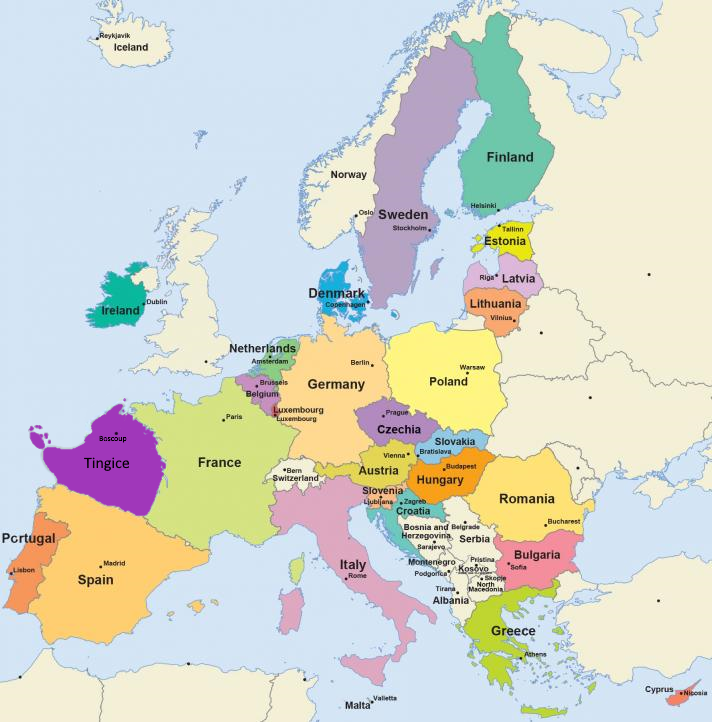 Reykjavik
Iceland
Finland
Norway
Helsinki
Oslo
Sweden
Stockholm
Tallinn
Estonia
Riga
Latvia
Denmark
Copenhagen
Dublin
Ireland
Lithuania
Vilnius
Netherlands
Amsterdam
Berlin
Warsaw
Poland
Germany
Brussels
Belgium
Luxembourg
Luxembourg
Paris
Prague
Czechia
Boscoup
Tingice
France
Slovakia
Vienna
Bratislava
Bern
Switzerland
Austria
Budapest
Hungary
Slovenia
Ljubljana
Zagreb
Croatia
Romania
Bucharest
Bosnia and
Herzegovina
Sarajevo
Belgrade
Serbia
Portugal
Lisbon
Madrid
Spain
Italy
Rome
Montenegro
Podgorica
Pristina
Kosovo
Sofia
Bulgaria
Skopje
North
Macedonia
Tirana
Albania
Greece
Athens
Valletta
Malta
Cyprus
Nicosia